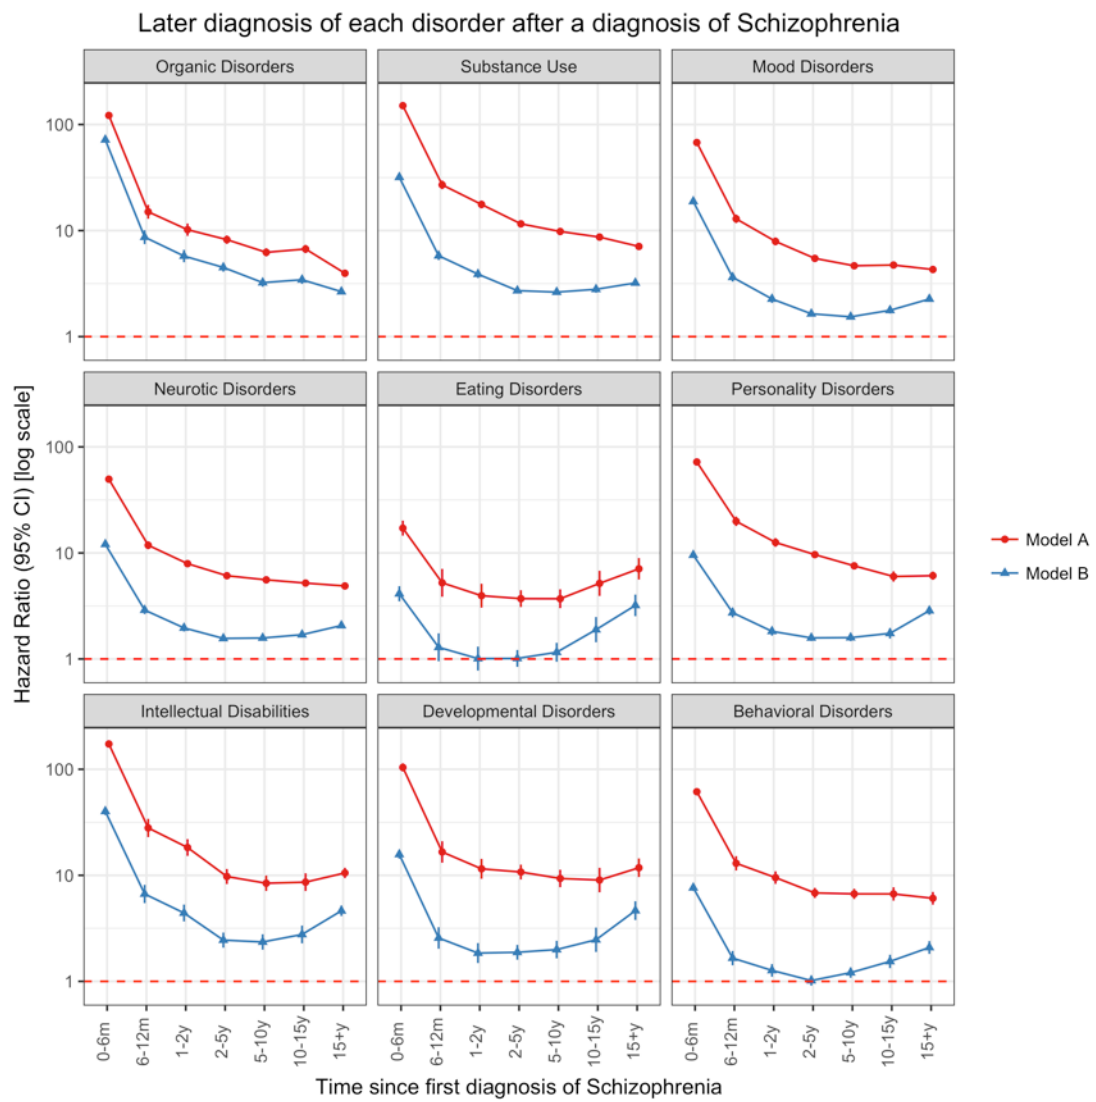 Later diagnosis of each disorder after a diagnosis of Schizophrenia
Organic Disorders
Substance Use
Mood Disorders
100
10
1
Neurotic Disorders
Eating Disorders
Personality Disorders
100
10
1
Intellectual Disabilities
Developmental Disorders
Behavioral Disorders
100
10
1
Hazard Ratio (95% CI) [log scale]
Model A
Model B
0-6m
6-12m
1-2y
2-5y
5-10y
10-15y
15+y
0-6m
6-12m
1-2y
2-5y
5-10y
10-15y
15+y
0-6m
6-12m
1-2y
2-5y
5-10y
10-15y
15+y
Time since first diagnosis of Schizophrenia